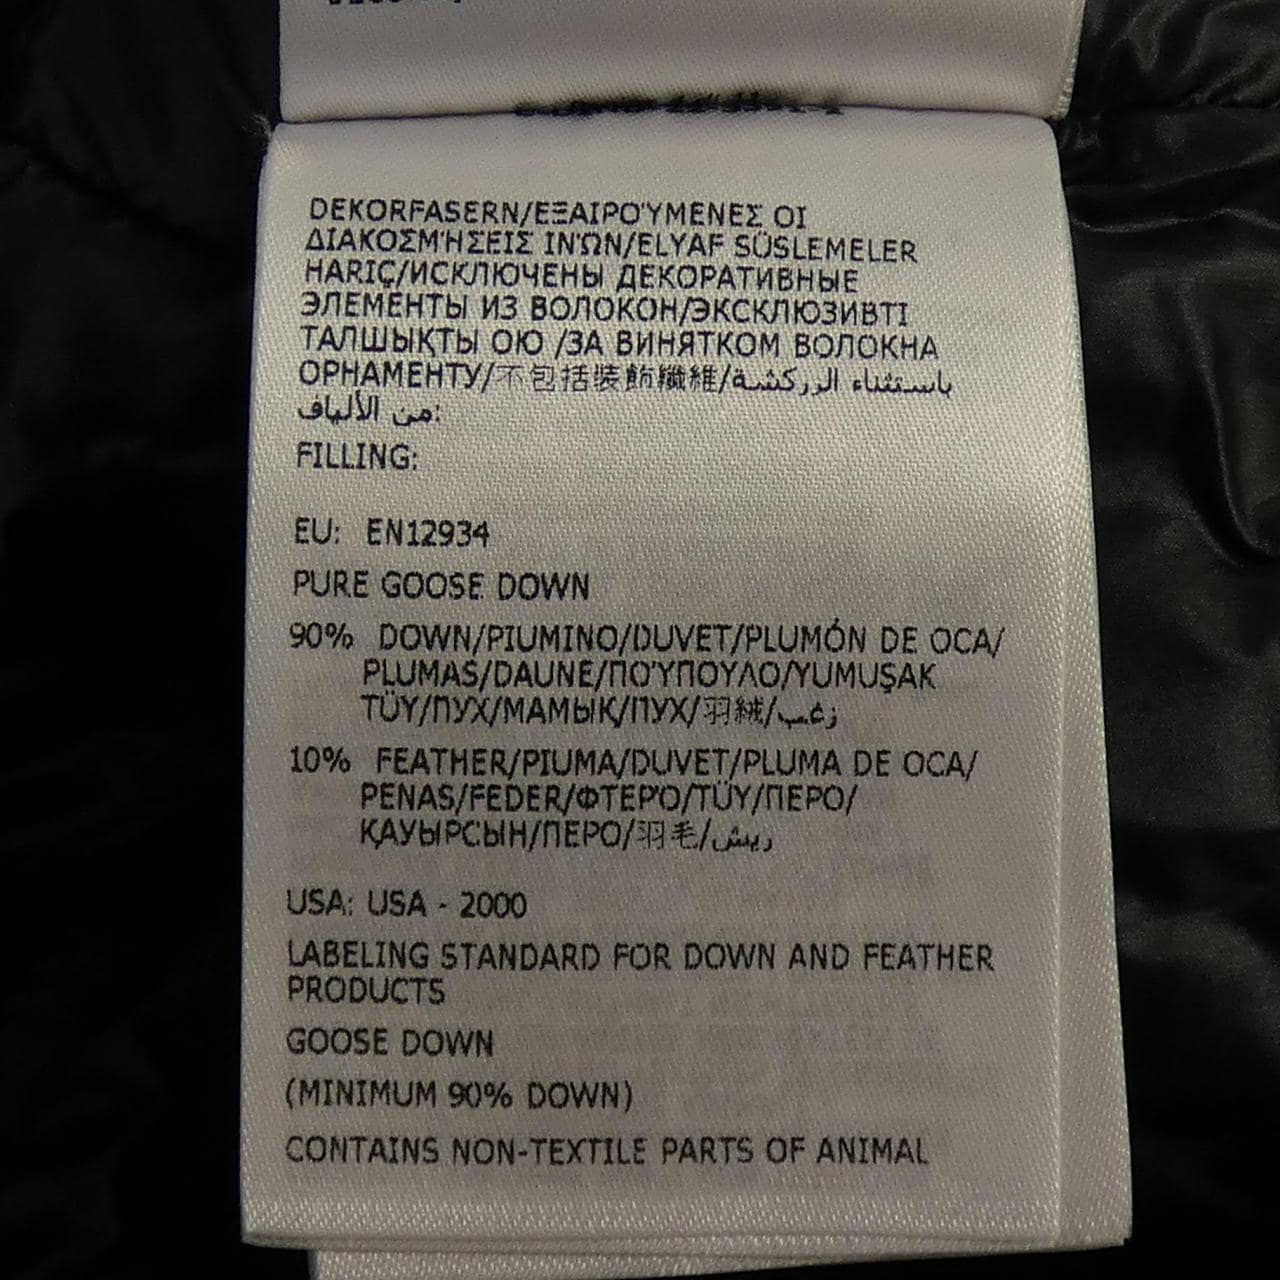 DEKORFASERN/ΕΞΑΙΡΟΎΜΕΝΕΣ ΟΙ
ΔΙΑΚΟΣΜΉΣΕΙΣ ΙΝΏΝ/ELYAF SÜSLEMELER
HARIÇ/ИСКЛЮЧЕНЫ ДЕКОРАТИВНЫЕ
ЭЛЕМЕНТЫ ИЗ ВОЛОКОН/ЭКСКЛЮЗИВТІ
ТАЛШЫҚТЫ ОЮ /ЗА ВИНЯТКОМ ВОЛОКНА
ОРНАМЕНТУ/不包括装飾纖維/باستثناء الزركشة
من الألياف:
FILLING:
EU: EN12934
PURE GOOSE DOWN
90% DOWN/PIUMINO/DUVET/PLUMÓN DE OCA/
PLUMAS/DAUNE/ΠΟΎΠΟΥΛΟ/YUMUŞAK
TÜY/ПУХ/МАМЫҚ/ПУХ/羽絨/زغب
10% FEATHER/PIUMA/DUVET/PLUMA DE OCA/
PENAS/FEDER/ΦΤΕΡΌ/TÜY/ПЕРО/
ҚАУЫРСЫН/ПЕРО/羽毛/ريش
USA: USA - 2000
LABELING STANDARD FOR DOWN AND FEATHER
PRODUCTS
GOOSE DOWN
(MINIMUM 90% DOWN)
CONTAINS NON-TEXTILE PARTS OF ANIMAL